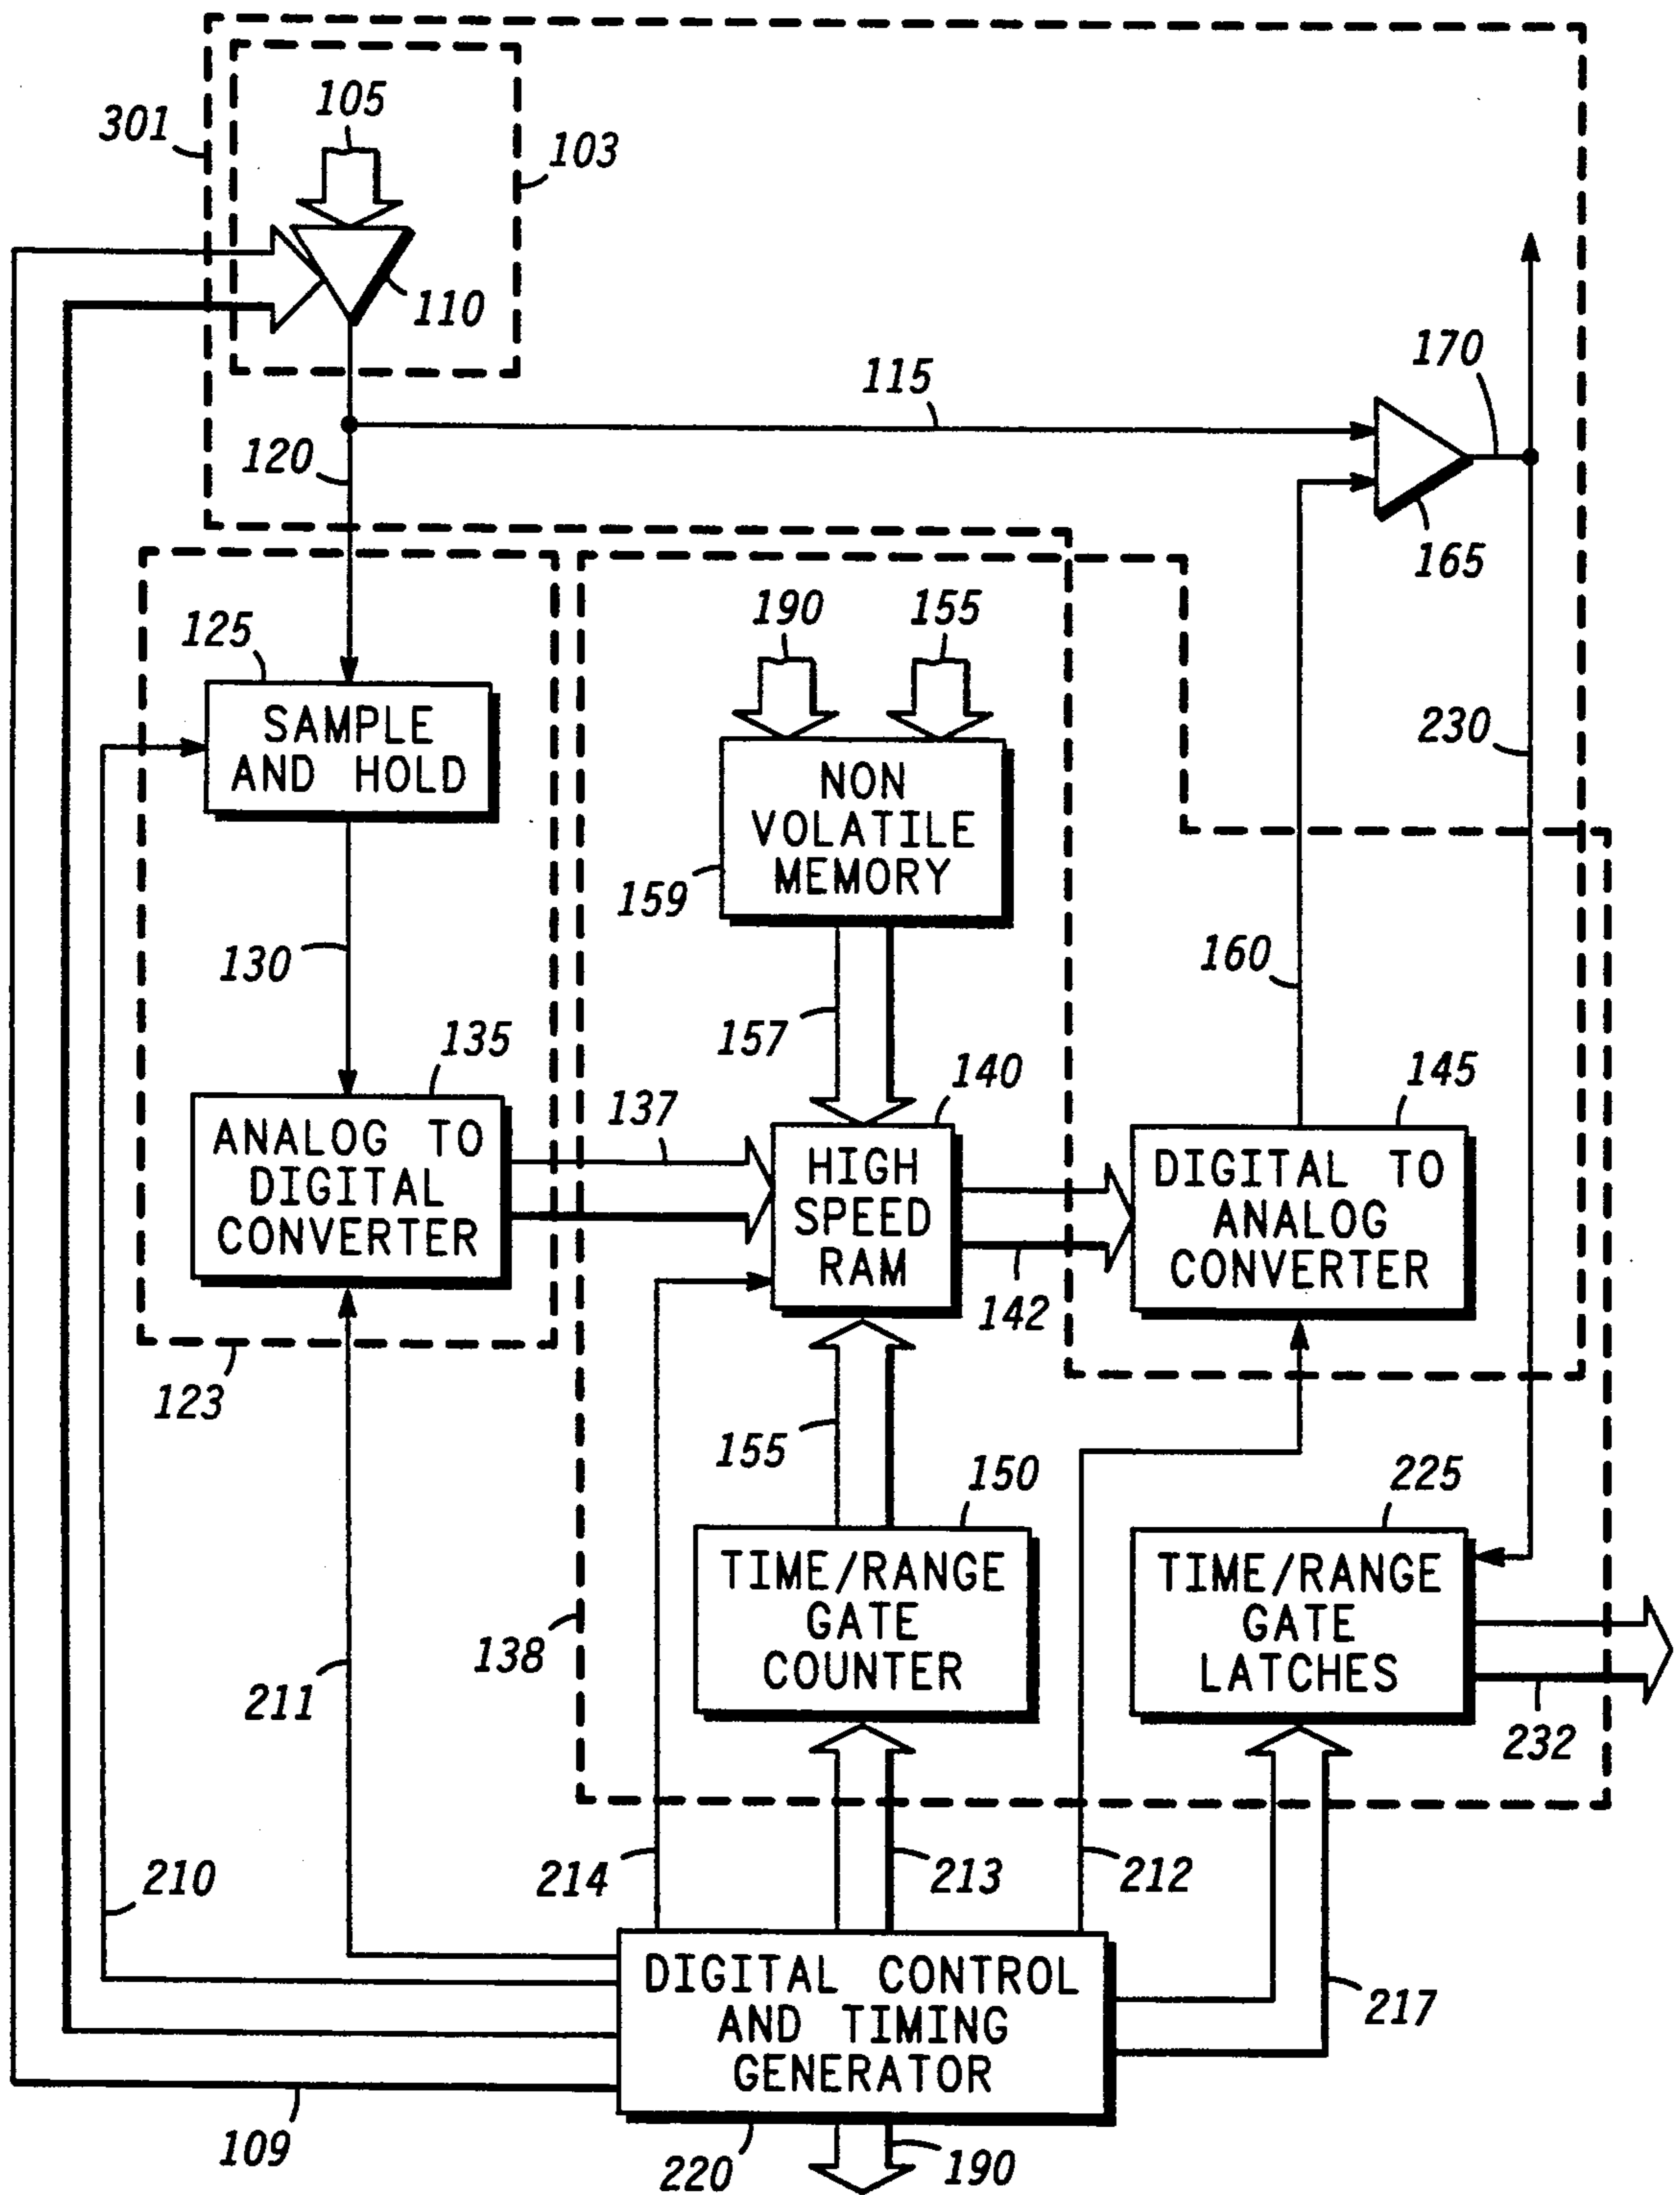 105
301
103
110
115
170
120
165
190
155
125
SAMPLE
AND HOLD
230
NON
VOLATILE
MEMORY
159
130
160
157
135
140
145
137
ANALOG TO
DIGITAL
CONVERTER
HIGH
SPEED
RAM
DIGITAL TO
ANALOG
CONVERTER
142
123
155
150
225
TIME/RANGE
GATE
COUNTER
TIME/RANGE
GATE
LATCHES
138
211
232
210
214
213
212
DIGITAL CONTROL
AND TIMING
GENERATOR
217
109
220
190